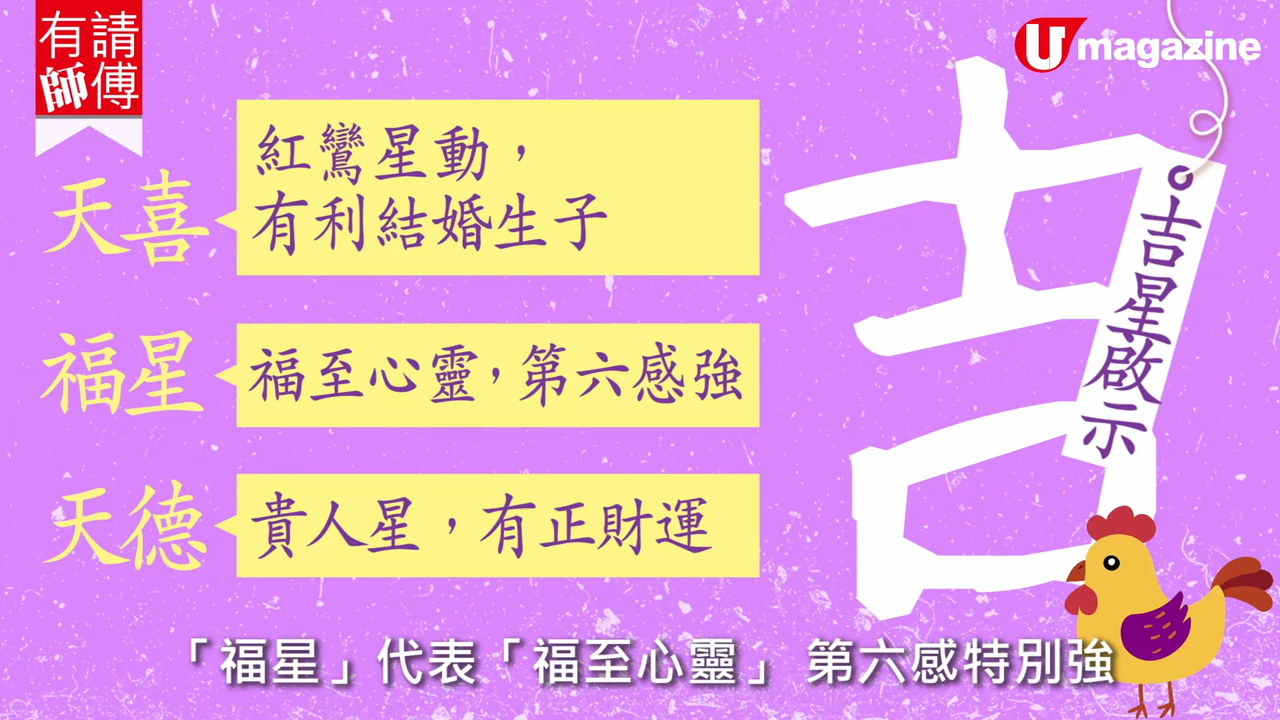 有請
師傅
U magazine
天喜
紅鸞星動，
有利結婚生子
福星
福至心靈，第六感強
天德
貴人星，有正財運
吉
吉星啟示
「福星」代表「福至心靈」 第六感特別強